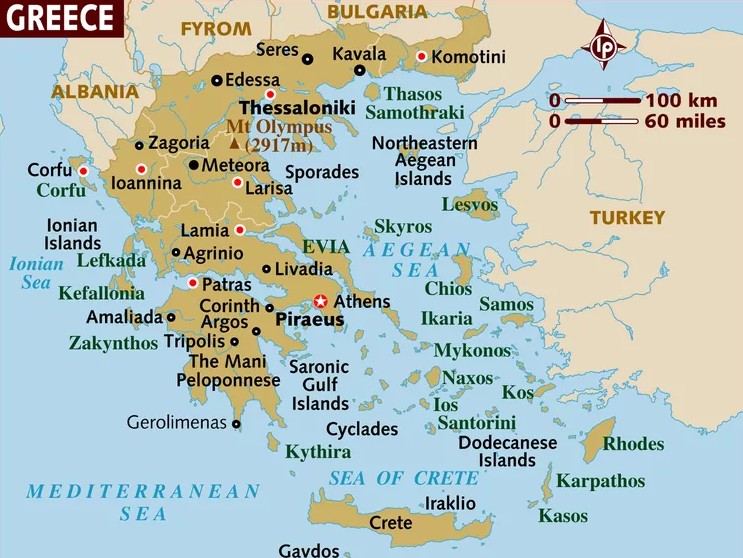 GREECE
BULGARIA
FYROM
Seres
Kavala
Komotini
lp
ALBANIA
Edessa
Thasos
0 100 km
Thessaloniki
Samothraki
0 60 miles
Mt Olympus
(2917m)
Zagoria
Northeastern
Aegean
Islands
Meteora
Corfu
Sporades
Ioannina
Larisa
Corfu
Lesvos
TURKEY
Ionian
Islands
Lamia
Skyros
EVIA
AEGEAN
SEA
Agrinio
Lefkada
Ionian
Sea
Livadia
Chios
Patras
Kefallonia
Athens
Corinth
Samos
Amaliada
Argos
Piraeus
Ikaria
Zakynthos
Tripolis
Mykonos
The Mani
Peloponnese
Saronic
Gulf
Islands
Naxos
Kos
Ios
Gerolimenas
Santorini
Cyclades
Dodecanese
Islands
Rhodes
Kythira
SEA OF CRETE
Karpathos
MEDITERRANEAN
SEA
Iraklio
Kasos
Crete
Gavdos